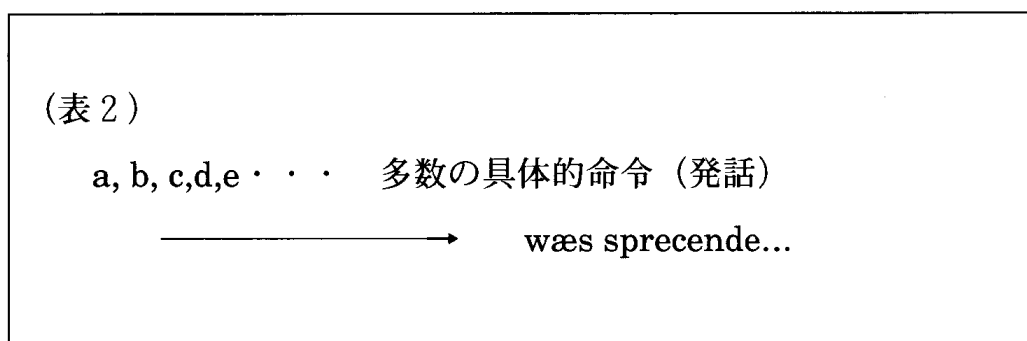 (表2)
a, b, c,d,e・・・　多数の具体的命令（発話）
wæs sprecende...